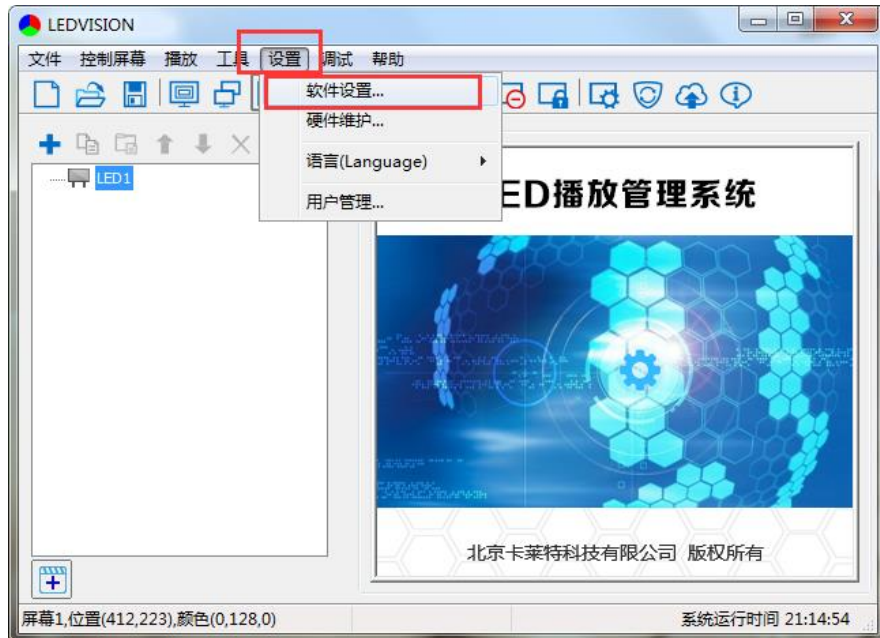 LEDVISION
文件 控制屏幕 播放 工具 设置 调试 帮助
软件设置...
硬件维护...
语言(Language)
用户管理...
LED1
ED播放管理系统
北京卡莱特科技有限公司 版权所有
屏幕1,位置(412,223),颜色(0,128,0)
系统运行时间 21:14:54